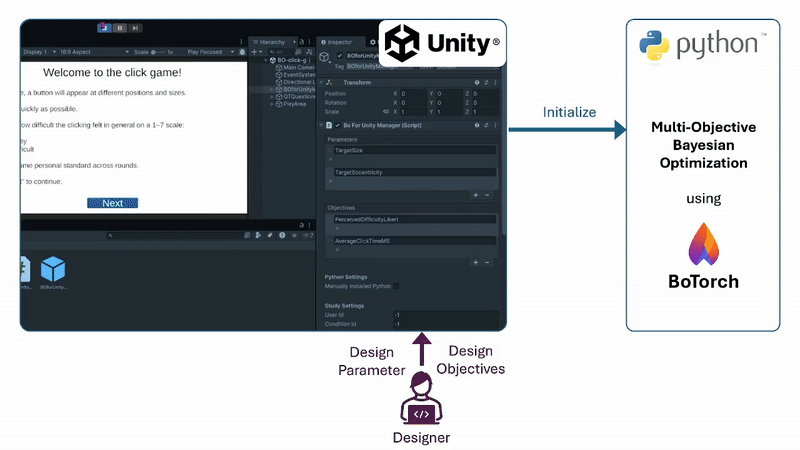 Display 1 16:9 Aspect Scale 1x Play Focused
Welcome to the click game!
e, a button will appear at different positions and sizes.
uickly as possible.
ow difficult the clicking felt in general on a 1–7 scale:
sy
icult
ame personal standard across rounds.
t" to continue.
Next
Hierarchy
BO-click-g
Main Camer
EventSystem
Directional L
BOforUnityM
QTQuestion
PlayArea
Inspector
BOforUnityM
Tag BOforUnityManager
Transform
Position X 0 Y 0 Z 0
Rotation X 0 Y 0 Z 0
Scale X 1 Y 1 Z 1
Bo For Unity Manager (Script)
Parameters
TargetSize
TargetEccentricity
Objectives
PerceivedDifficultyLikert
AverageClickTimeMS
Python Settings
Manually Installed Python
Study Settings
User Id -1
Condition Id -1
BOforUnity...
Unity®
Initialize
python™
Multi-Objective
Bayesian
Optimization
using
BoTorch
Design
Parameter
Design
Objectives
Designer